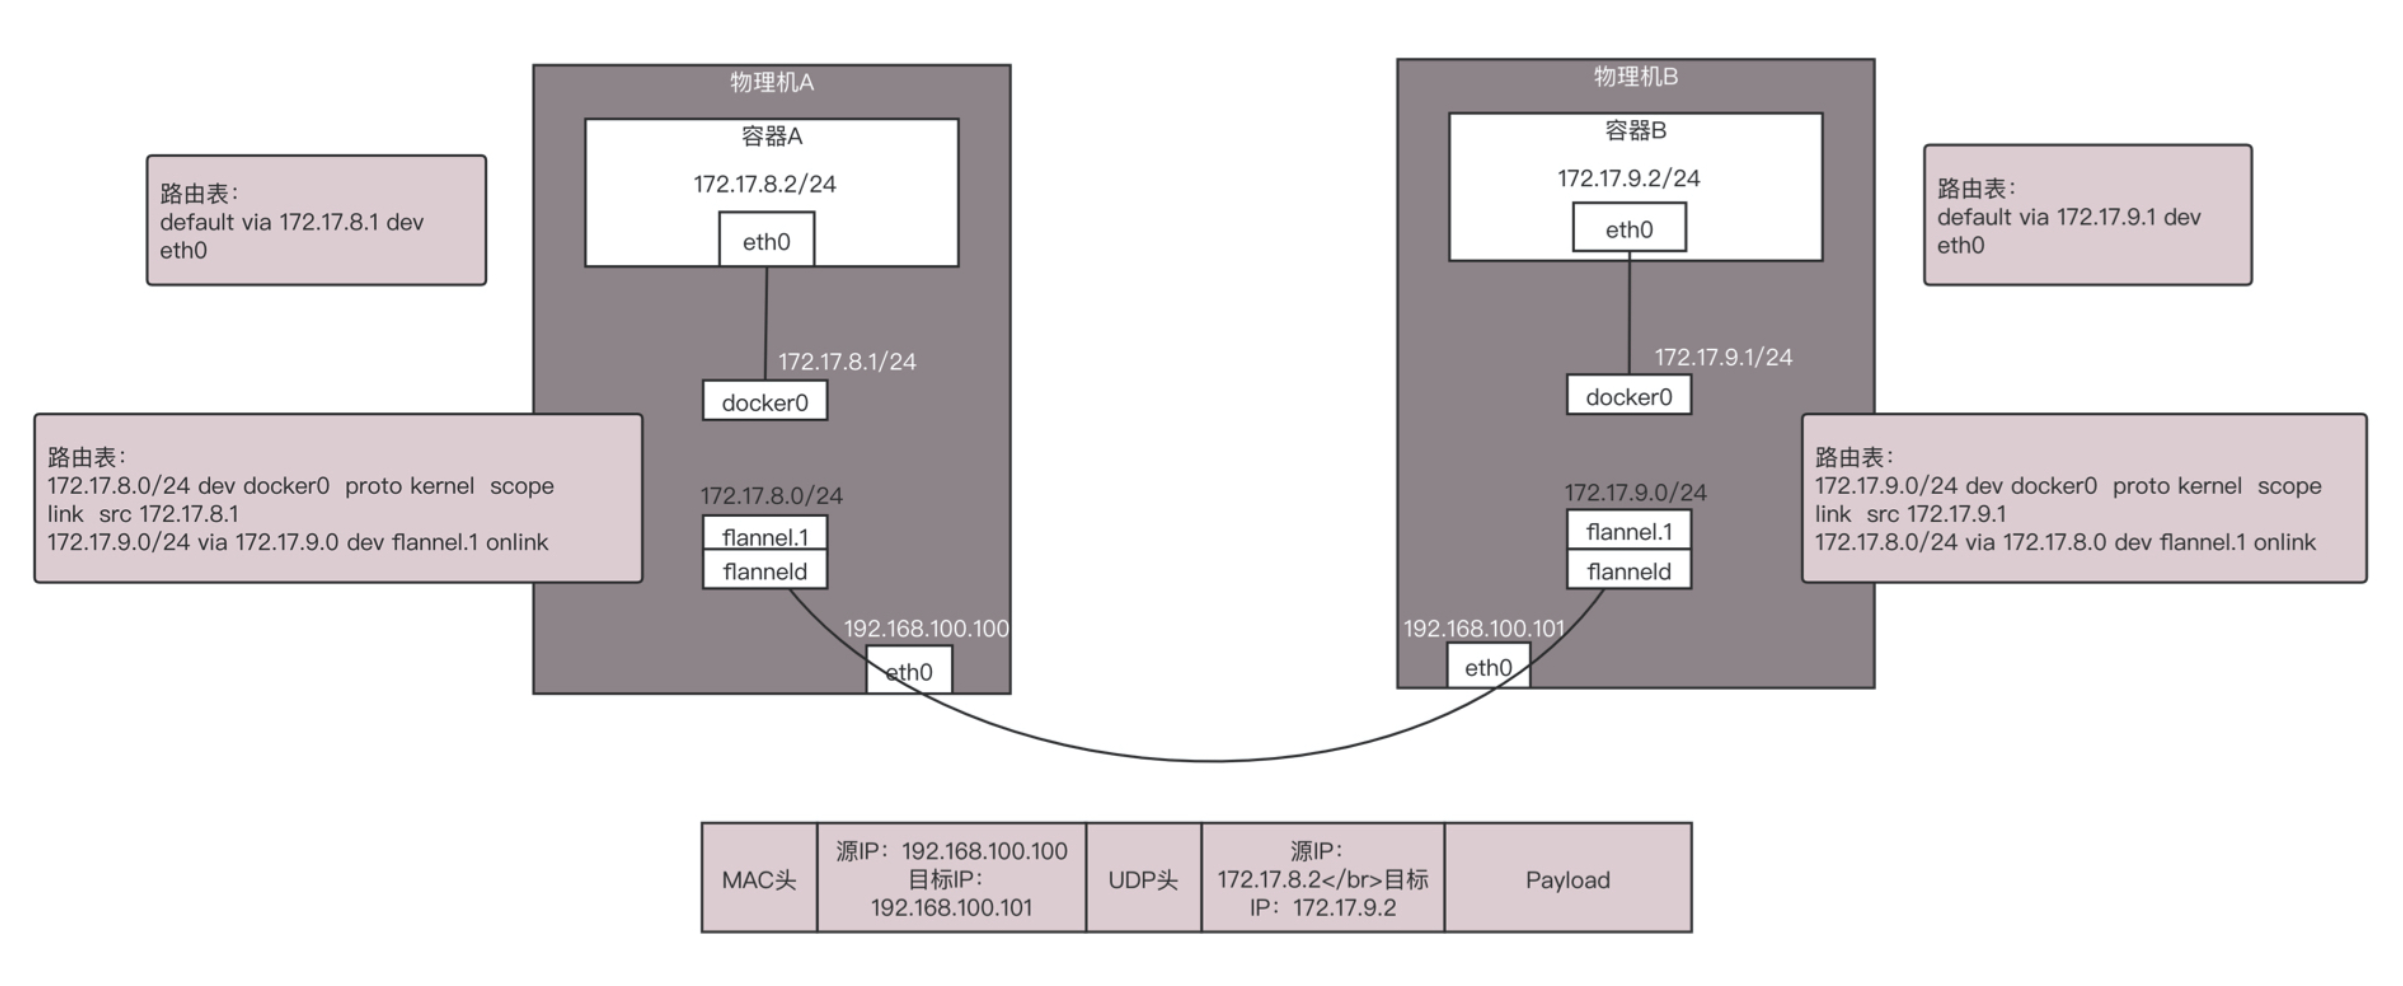 物理机A
容器A
172.17.8.2/24
eth0
路由表：
default via 172.17.8.1 dev
eth0
172.17.8.1/24
docker0
路由表：
172.17.8.0/24 dev docker0  proto kernel  scope
link  src 172.17.8.1
172.17.9.0/24 via 172.17.9.0 dev flannel.1 onlink
172.17.8.0/24
flannel.1
flanneld
192.168.100.100
eth0
物理机B
容器B
172.17.9.2/24
eth0
路由表：
default via 172.17.9.1 dev
eth0
172.17.9.1/24
docker0
172.17.9.0/24
flannel.1
flanneld
路由表：
172.17.9.0/24 dev docker0  proto kernel  scope
link  src 172.17.9.1
172.17.8.0/24 via 172.17.8.0 dev flannel.1 onlink
192.168.100.101
eth0
MAC头
源IP：192.168.100.100
目标IP：
192.168.100.101
UDP头
源IP：
172.17.8.2</br>目标
IP：172.17.9.2
Payload